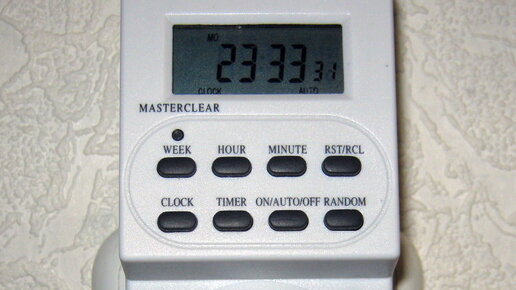 MO
23 33 31
CLOCK AUTO
MASTERCLEAR
WEEK HOUR MINUTE RST/RCL
CLOCK TIMER ON/AUTO/OFF RANDOM